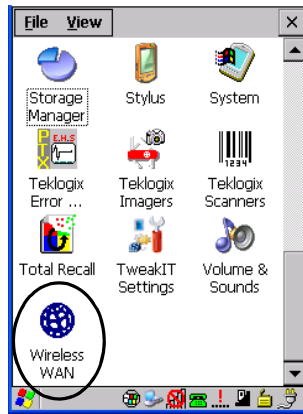 File View
Storage
Manager
Stylus
System
E.H.S
Teklogix
Error ...
Teklogix
Imagers
1234
Teklogix
Scanners
Total Recall
TweakIT
Settings
Volume &
Sounds
Wireless
WAN